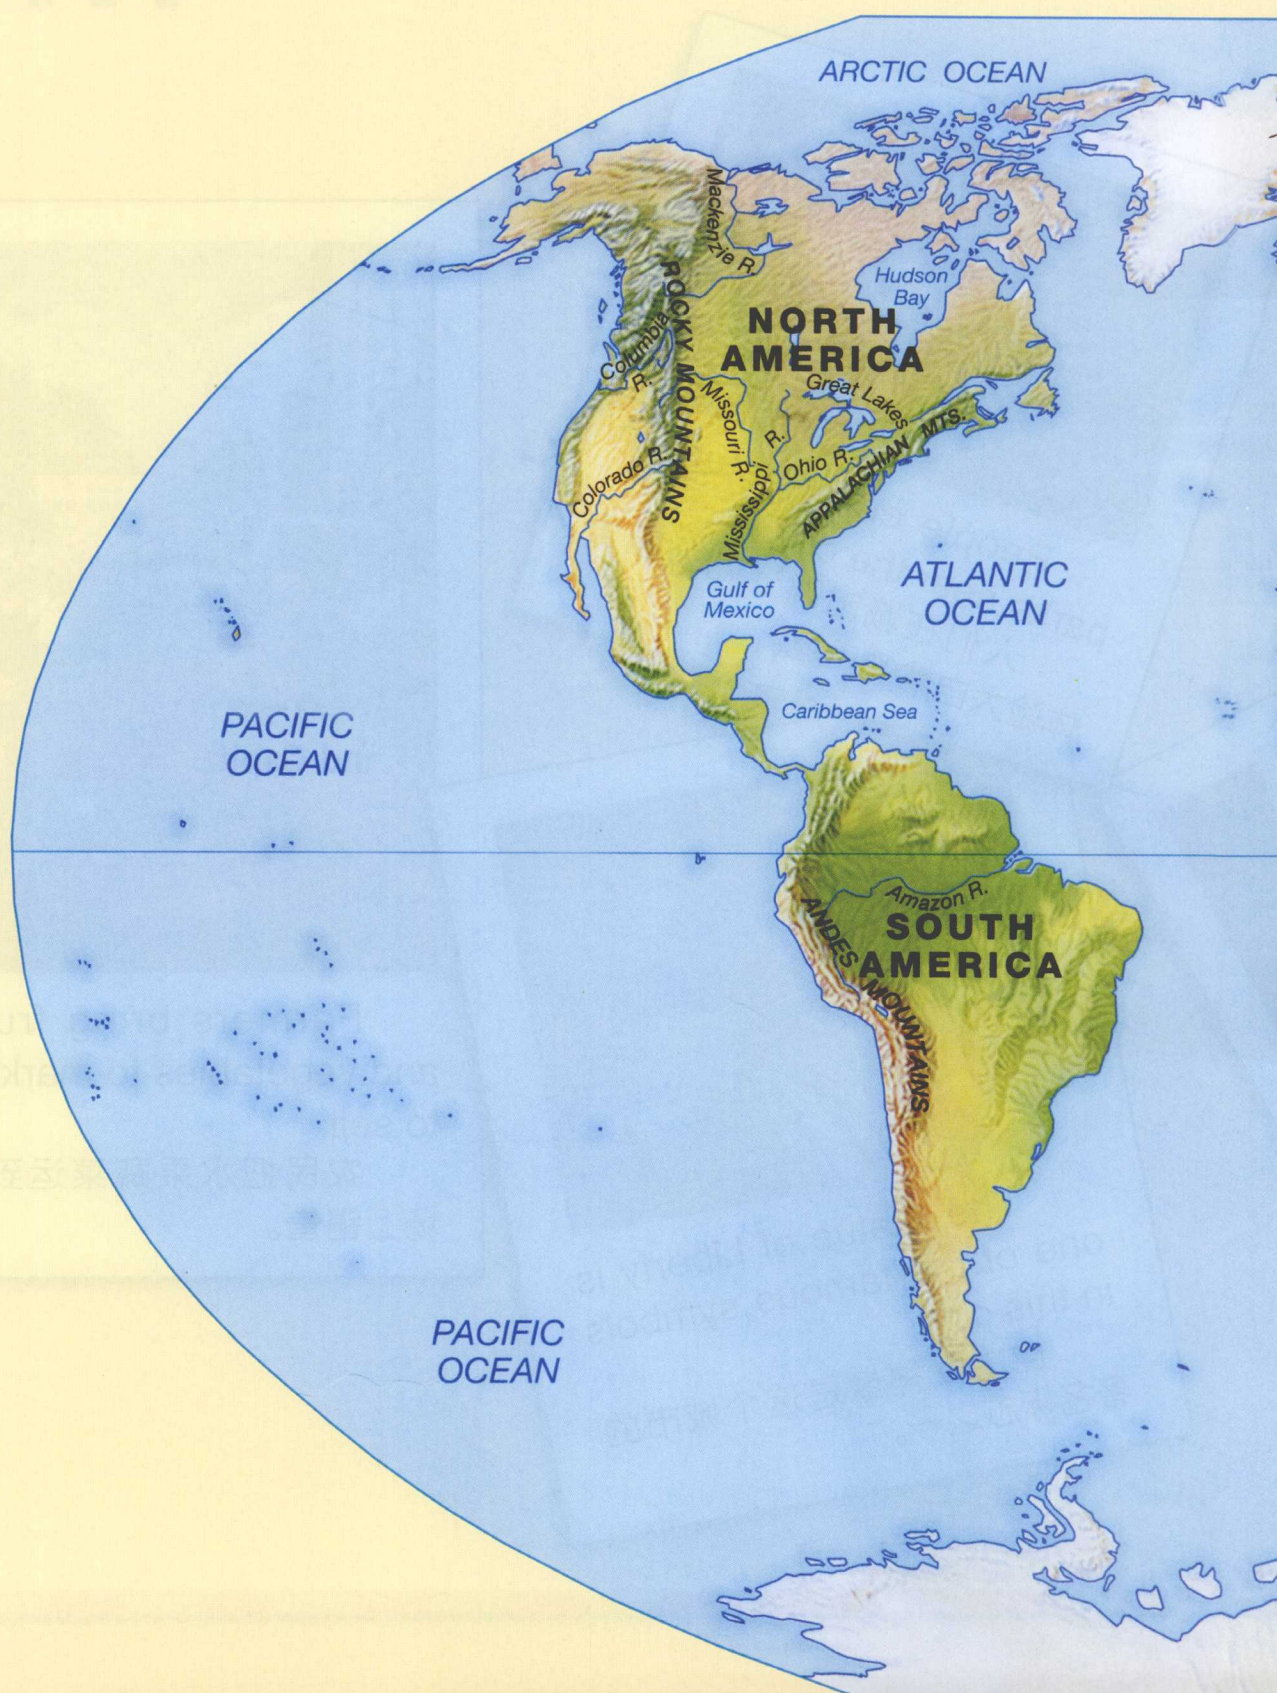 ARCTIC OCEAN
Mackenzie R.
Hudson
Bay
ROCKY MOUNTAINS
NORTH
AMERICA
Columbia
R.
Great Lakes
Missouri R.
Mississippi R.
Ohio R.
APPALACHIAN MTS.
Colorado R.
Gulf of
Mexico
ATLANTIC
OCEAN
Caribbean Sea
PACIFIC
OCEAN
Amazon R.
SOUTH
AMERICA
ANDES MOUNTAINS
PACIFIC
OCEAN